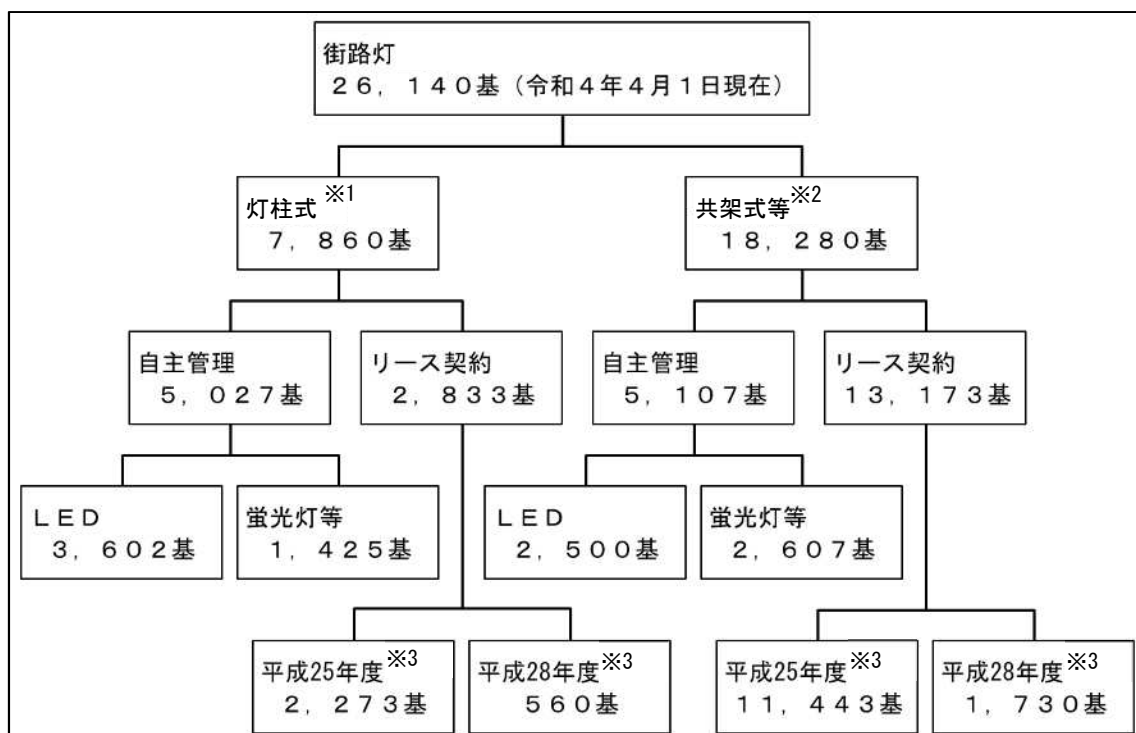 街路灯
26,140基(令和4年4月1日現在)
灯柱式※1
7,860基
共架式等※2
18,280基
自主管理
5,027基
リース契約
2,833基
自主管理
5,107基
リース契約
13,173基
LED
3,602基
蛍光灯等
1,425基
LED
2,500基
蛍光灯等
2,607基
平成25年度※3
2,273基
平成28年度※3
560基
平成25年度※3
11,443基
平成28年度※3
1,730基